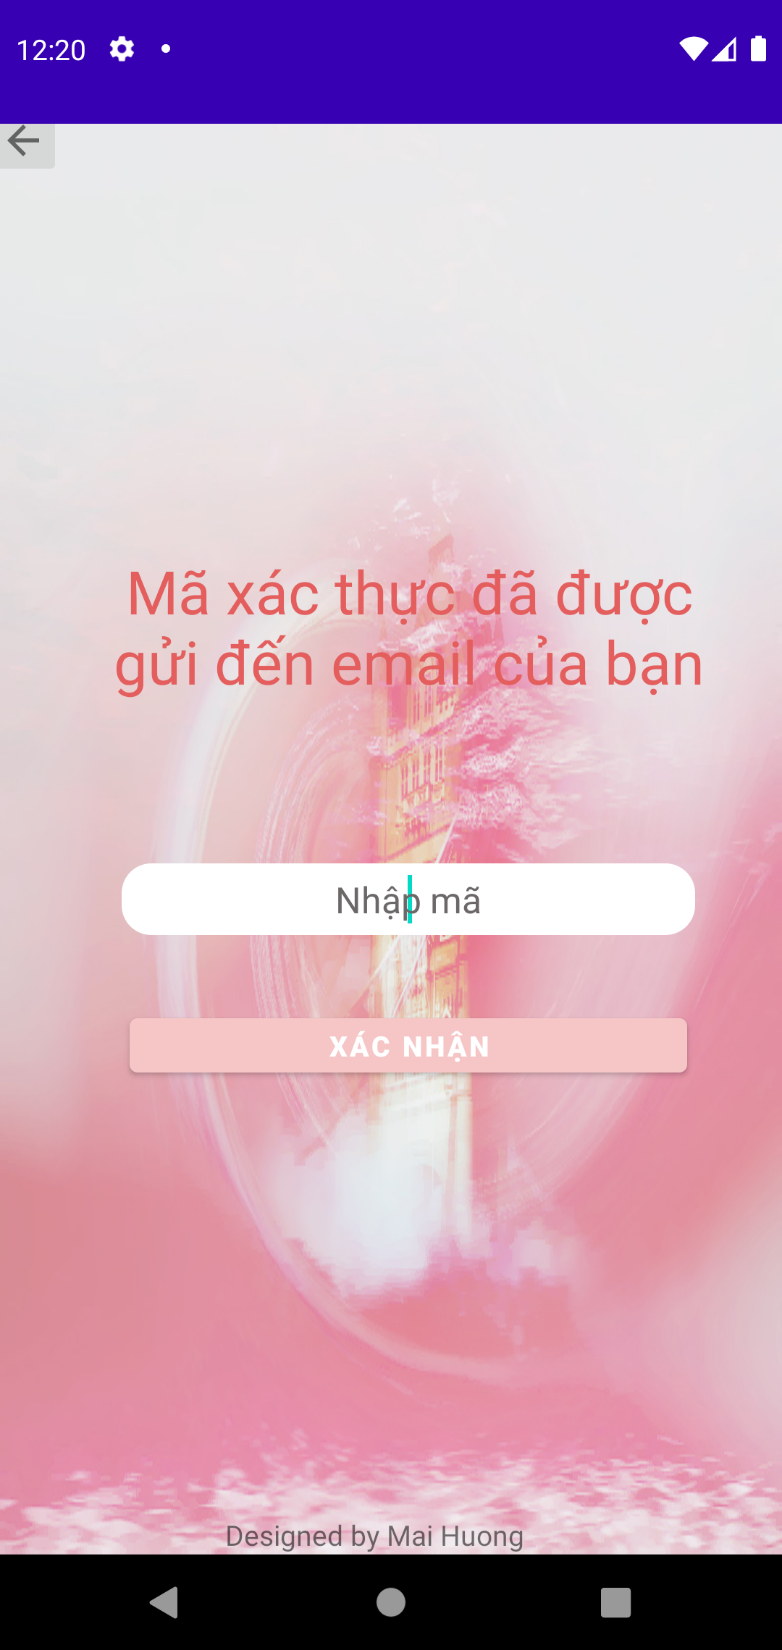 12:20
Mã xác thực đã được
gửi đến email của bạn
Nhập mã
XÁC NHẬN
Designed by Mai Huong